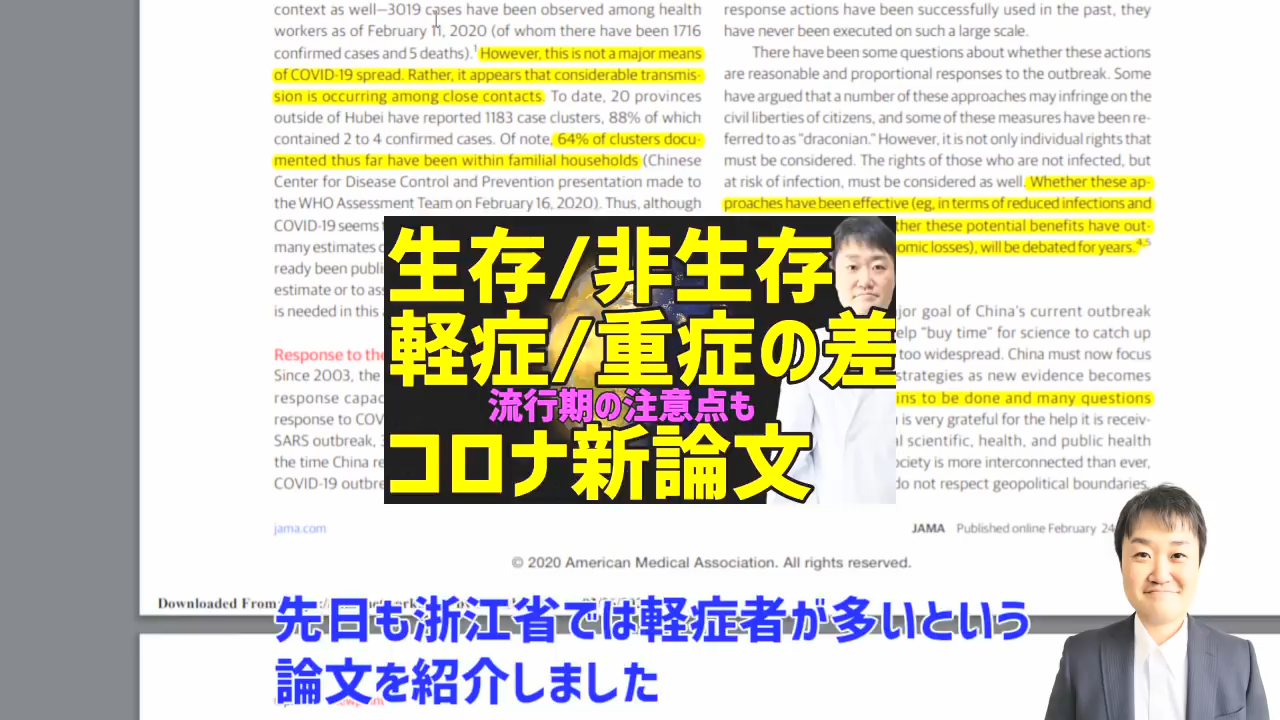 context as well—3019 cases have been observed among health
workers as of February 11, 2020 (of whom there have been 1716
confirmed cases and 5 deaths).1 However, this is not a major means
of COVID-19 spread. Rather, it appears that considerable transmis-
sion is occurring among close contacts. To date, 20 provinces
outside of Hubei have reported 1183 case clusters, 88% of which
contained 2 to 4 confirmed cases. Of note, 64% of clusters docu-
mented thus far have been within familial households (Chinese
Center for Disease Control and Prevention presentation made to
the WHO Assessment Team on February 16, 2020). Thus, although
COVID-19 seems
many estimates
ready been
estimate or to
is needed in this
Response to the
Since 2003, the
response
response to
SARS outbreak,
the time China
COVID-19
response actions have been successfully used in the past, they
have never been executed on such a large scale.
There have been some questions about whether these actions
are reasonable and proportional responses to the outbreak. Some
have argued that a number of these approaches may infringe on the
civil liberties of citizens, and some of these measures have been re-
ferred to as "draconian." However, it is not only individual rights that
must be considered. The rights of those who are not infected, but
at risk of infection, must be considered as well. Whether these ap-
proaches have been effective (eg, in terms of reduced infections and
these potential benefits have out-
losses), will be debated for years.4,5
goal of China's current outbreak
"buy time" for science to catch up
too widespread. China must now focus
strategies as new evidence becomes
to be done and many questions
is very grateful for the help it is receiv-
scientific, health, and public health
is more interconnected than ever,
do not respect geopolitical boundaries.
生存/非生存
軽症/重症の差
流行期の注意点も
コロナ新論文
jama.com
JAMA Published online February
© 2020 American Medical Association. All rights reserved.
Downloaded From:
先日も浙江省では軽症者が多いという
論文を紹介しました